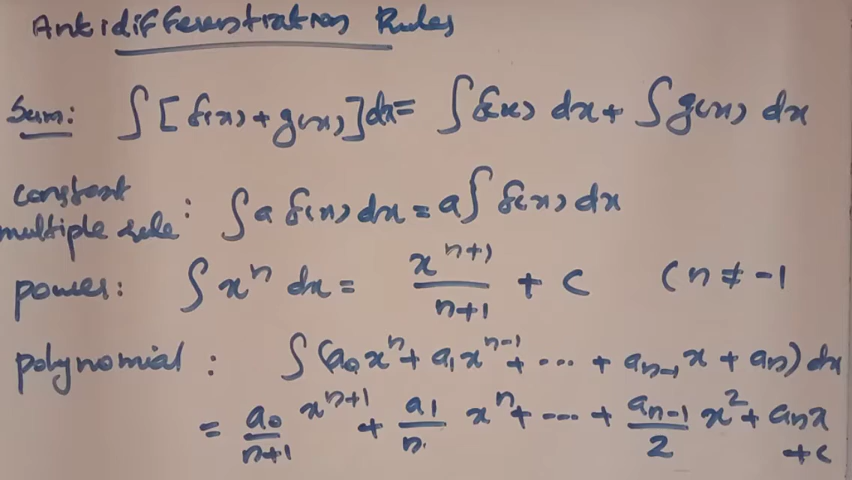 Antidifferentiation Rules
Sum: ∫[f(x)+g(x)]dx = ∫f(x) dx + ∫g(x) dx
constant
multiple rule: ∫a f(x) dx = a∫f(x) dx
power: ∫xⁿ dx = xⁿ⁺¹/(n+1) + C (n ≠ -1
polynomial: ∫(a₀xⁿ + a₁xⁿ⁻¹ + ... + aₙ₋₁x + aₙ) dx
= a₀/(n+1) xⁿ⁺¹ + a₁/n xⁿ + ... + aₙ₋₁/2 x² + aₙx
+c